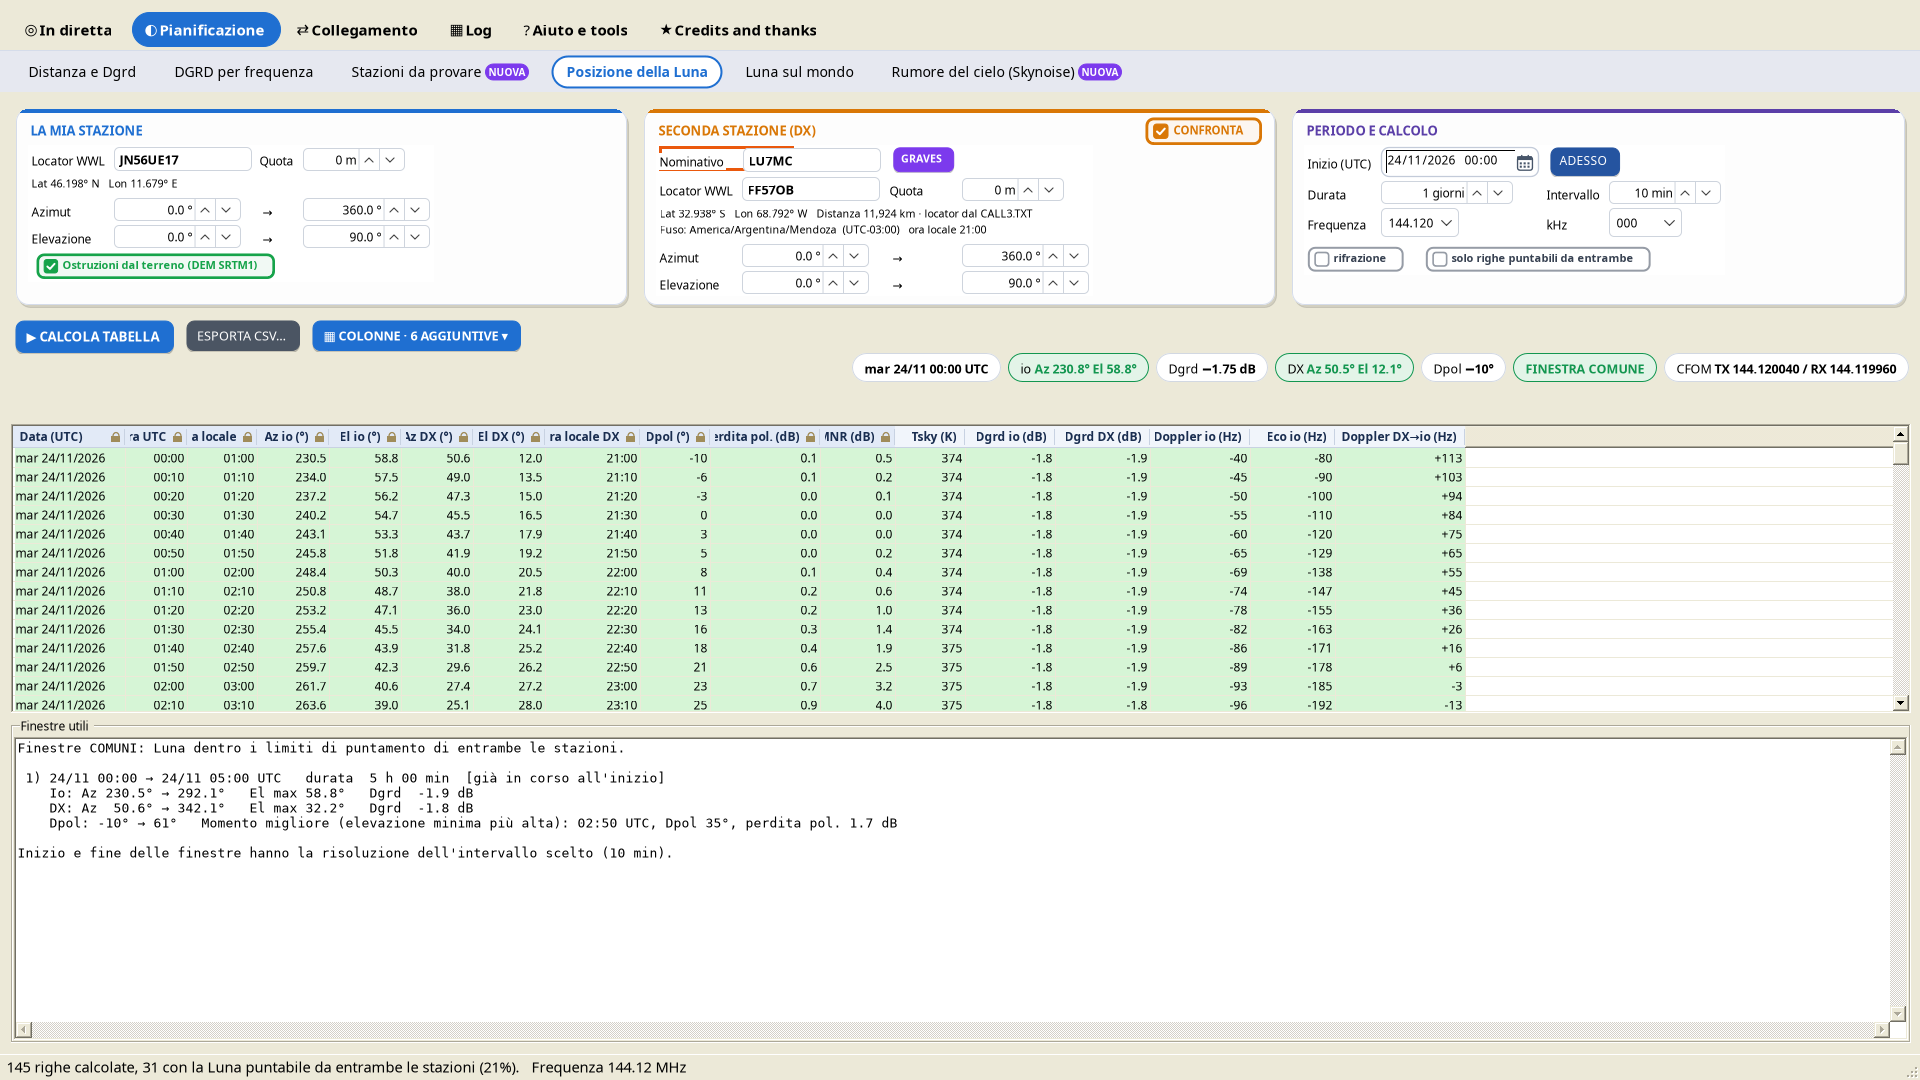 ◎ In diretta ◐ Pianificazione ⇄ Collegamento ▦ Log ? Aiuto e tools ★ Credits and thanks
Distanza e Dgrd DGRD per frequenza Stazioni da provare NUOVA Posizione della Luna Luna sul mondo Rumore del cielo (Skynoise) NUOVA
LA MIA STAZIONE
Locator WWL JN56UE17 Quota 0 m
Lat 46.198° N Lon 11.679° E
Azimut 0.0 ° → 360.0 °
Elevazione 0.0 ° → 90.0 °
Ostruzioni dal terreno (DEM SRTM1)
SECONDA STAZIONE (DX) CONFRONTA
Nominativo LU7MC GRAVES
Locator WWL FF57OB Quota 0 m
Lat 32.938° S Lon 68.792° W Distanza 11,924 km · locator dal CALL3.TXT
Fuso: America/Argentina/Mendoza (UTC-03:00) ora locale 21:00
Azimut 0.0 ° → 360.0 °
Elevazione 0.0 ° → 90.0 °
PERIODO E CALCOLO
Inizio (UTC) 24/11/2026 00:00 ADESSO
Durata 1 giorni Intervallo 10 min
Frequenza 144.120 kHz 000
rifrazione solo righe puntabili da entrambe
▶ CALCOLA TABELLA ESPORTA CSV... ▦ COLONNE · 6 AGGIUNTIVE ▾
mar 24/11 00:00 UTC io Az 230.8° El 58.8° Dgrd −1.75 dB DX Az 50.5° El 12.1° Dpol −10° FINESTRA COMUNE CFOM TX 144.120040 / RX 144.119960
Data (UTC) ra UTC a locale Az io (°) El io (°) Az DX (°) El DX (°) ra locale DX Dpol (°) erdita pol. (dB) MNR (dB) Tsky (K) Dgrd io (dB) Dgrd DX (dB) Doppler io (Hz) Eco io (Hz) Doppler DX→io (Hz)
mar 24/11/2026 00:00 01:00 230.5 58.8 50.6 12.0 21:00 -10 0.1 0.5 374 -1.8 -1.9 -40 -80 +113
mar 24/11/2026 00:10 01:10 234.0 57.5 49.0 13.5 21:10 -6 0.1 0.2 374 -1.8 -1.9 -45 -90 +103
mar 24/11/2026 00:20 01:20 237.2 56.2 47.3 15.0 21:20 -3 0.0 0.1 374 -1.8 -1.9 -50 -100 +94
mar 24/11/2026 00:30 01:30 240.2 54.7 45.5 16.5 21:30 0 0.0 0.0 374 -1.8 -1.9 -55 -110 +84
mar 24/11/2026 00:40 01:40 243.1 53.3 43.7 17.9 21:40 3 0.0 0.0 374 -1.8 -1.9 -60 -120 +75
mar 24/11/2026 00:50 01:50 245.8 51.8 41.9 19.2 21:50 5 0.0 0.2 374 -1.8 -1.9 -65 -129 +65
mar 24/11/2026 01:00 02:00 248.4 50.3 40.0 20.5 22:00 8 0.1 0.4 374 -1.8 -1.9 -69 -138 +55
mar 24/11/2026 01:10 02:10 250.8 48.7 38.0 21.8 22:10 11 0.2 0.6 374 -1.8 -1.9 -74 -147 +45
mar 24/11/2026 01:20 02:20 253.2 47.1 36.0 23.0 22:20 13 0.2 1.0 374 -1.8 -1.9 -78 -155 +36
mar 24/11/2026 01:30 02:30 255.4 45.5 34.0 24.1 22:30 16 0.3 1.4 374 -1.8 -1.9 -82 -163 +26
mar 24/11/2026 01:40 02:40 257.6 43.9 31.8 25.2 22:40 18 0.4 1.9 375 -1.8 -1.9 -86 -171 +16
mar 24/11/2026 01:50 02:50 259.7 42.3 29.6 26.2 22:50 21 0.6 2.5 375 -1.8 -1.9 -89 -178 +6
mar 24/11/2026 02:00 03:00 261.7 40.6 27.4 27.2 23:00 23 0.7 3.2 375 -1.8 -1.9 -93 -185 -3
mar 24/11/2026 02:10 03:10 263.6 39.0 25.1 28.0 23:10 25 0.9 4.0 375 -1.8 -1.8 -96 -192 -13
Finestre utili
Finestre COMUNI: Luna dentro i limiti di puntamento di entrambe le stazioni.
1) 24/11 00:00 → 24/11 05:00 UTC durata 5 h 00 min [già in corso all'inizio]
Io: Az 230.5° → 292.1° El max 58.8° Dgrd -1.9 dB
DX: Az 50.6° → 342.1° El max 32.2° Dgrd -1.8 dB
Dpol: -10° → 61° Momento migliore (elevazione minima più alta): 02:50 UTC, Dpol 35°, perdita pol. 1.7 dB
Inizio e fine delle finestre hanno la risoluzione dell'intervallo scelto (10 min).
145 righe calcolate, 31 con la Luna puntabile da entrambe le stazioni (21%). Frequenza 144.12 MHz